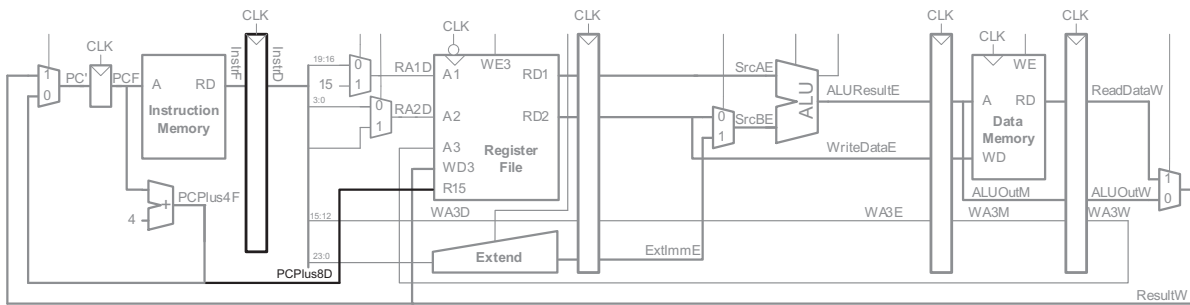 CLK
CLK
CLK
CLK
CLK
CLK
CLK
1
0
PC'
PCF
A
RD
Instruction
Memory
InstrF
InstrD
19:16
0
15
1
RA1D
3:0
0
1
RA2D
A1
WE3
RD1
A2
RD2
A3
Register
File
WD3
R15
0
1
SrcAE
SrcBE
ALU
ALUResultE
WriteDataE
WE
A
RD
Data
Memory
WD
ReadDataW
1
0
ALUOutM
ALUOutW
PCPlus4F
4
+
15:12
WA3D
WA3E
WA3M
WA3W
23:0
PCPlus8D
Extend
ExtImmE
ResultW